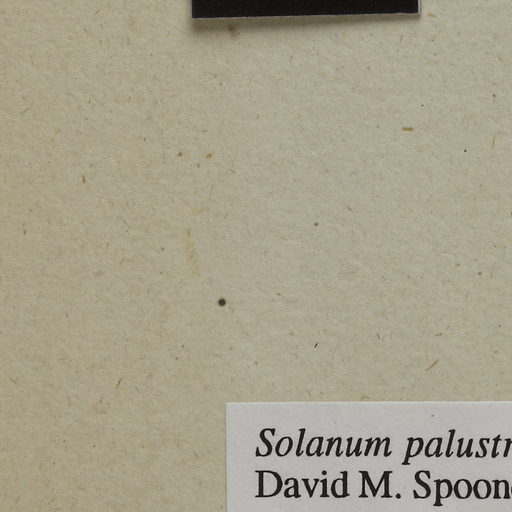 Solanum palustr
David M. Spoon